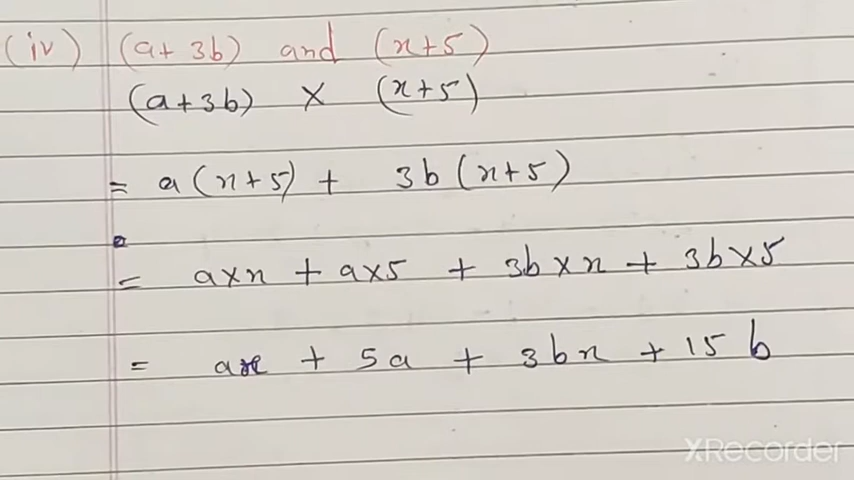 (iv) (a+3b) and (x+5)
(a+3b) × (x+5)
= a(x+5) + 3b(x+5)
= a×x + a×5 + 3b×x + 3b×5
= ax + 5a + 3bx + 15b
XRecorder